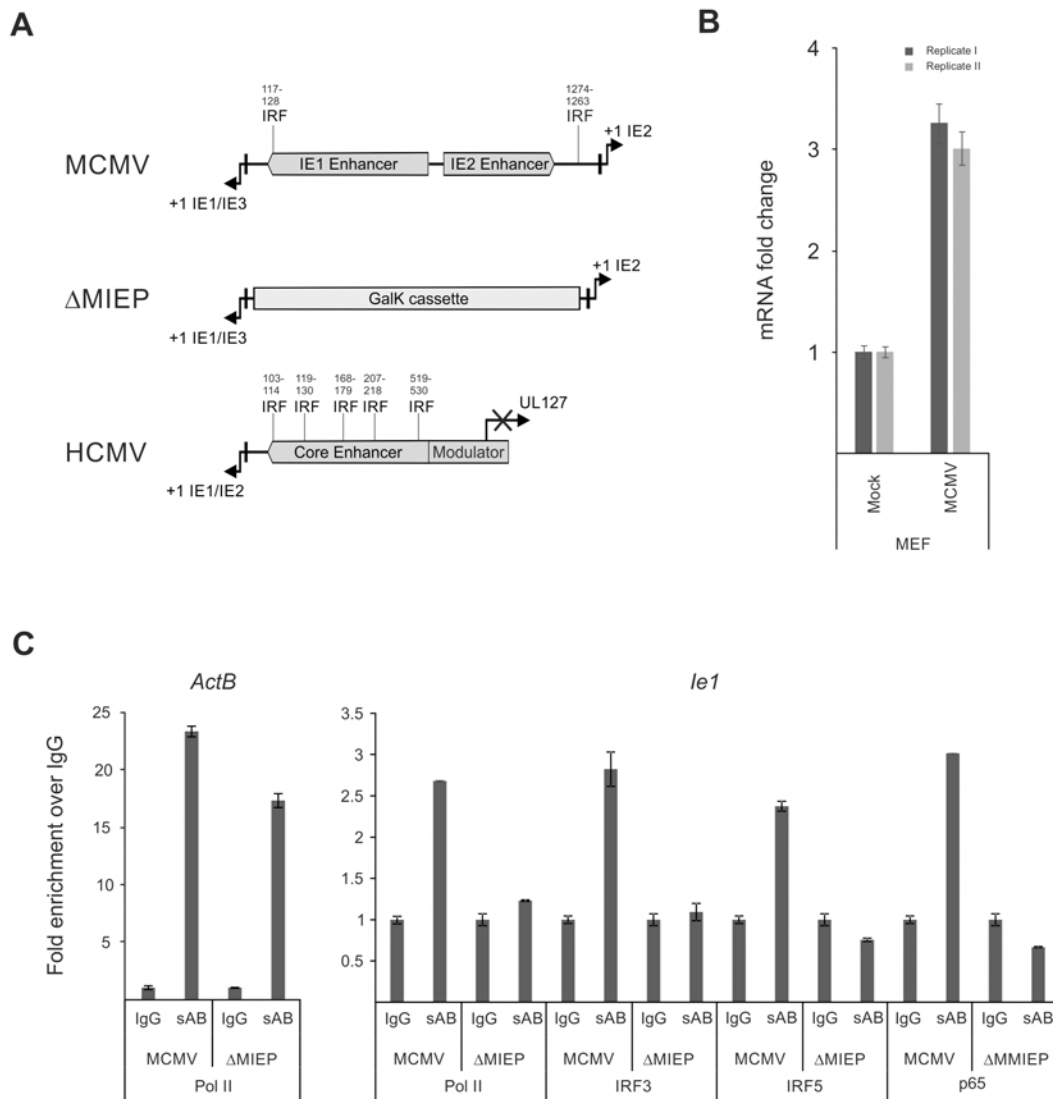 A
117-
128
IRF
1274-
1263
IRF
+1 IE2
MCMV
IE1 Enhancer
IE2 Enhancer
+1 IE1/IE3
+1 IE2
ΔMIEP
GalK cassette
+1 IE1/IE3
103-
114
IRF
119-
130
IRF
168-
179
IRF
207-
218
IRF
519-
530
IRF
UL127
HCMV
Core Enhancer
Modulator
+1 IE1/IE2
B
Replicate I
Replicate II
mRNA fold change
4
3
2
1
Mock
MCMV
MEF
C
ActB
Fold enrichment over IgG
25
20
15
10
5
IgG sAB IgG sAB
MCMV ΔMIEP
Pol II
Ie1
3.5
3
2.5
2
1.5
1
0.5
IgG sAB IgG sAB IgG sAB IgG sAB IgG sAB IgG sAB IgG sAB IgG sAB
MCMV ΔMIEP MCMV ΔMIEP MCMV ΔMIEP MCMV ΔMMIEP
Pol II IRF3 IRF5 p65